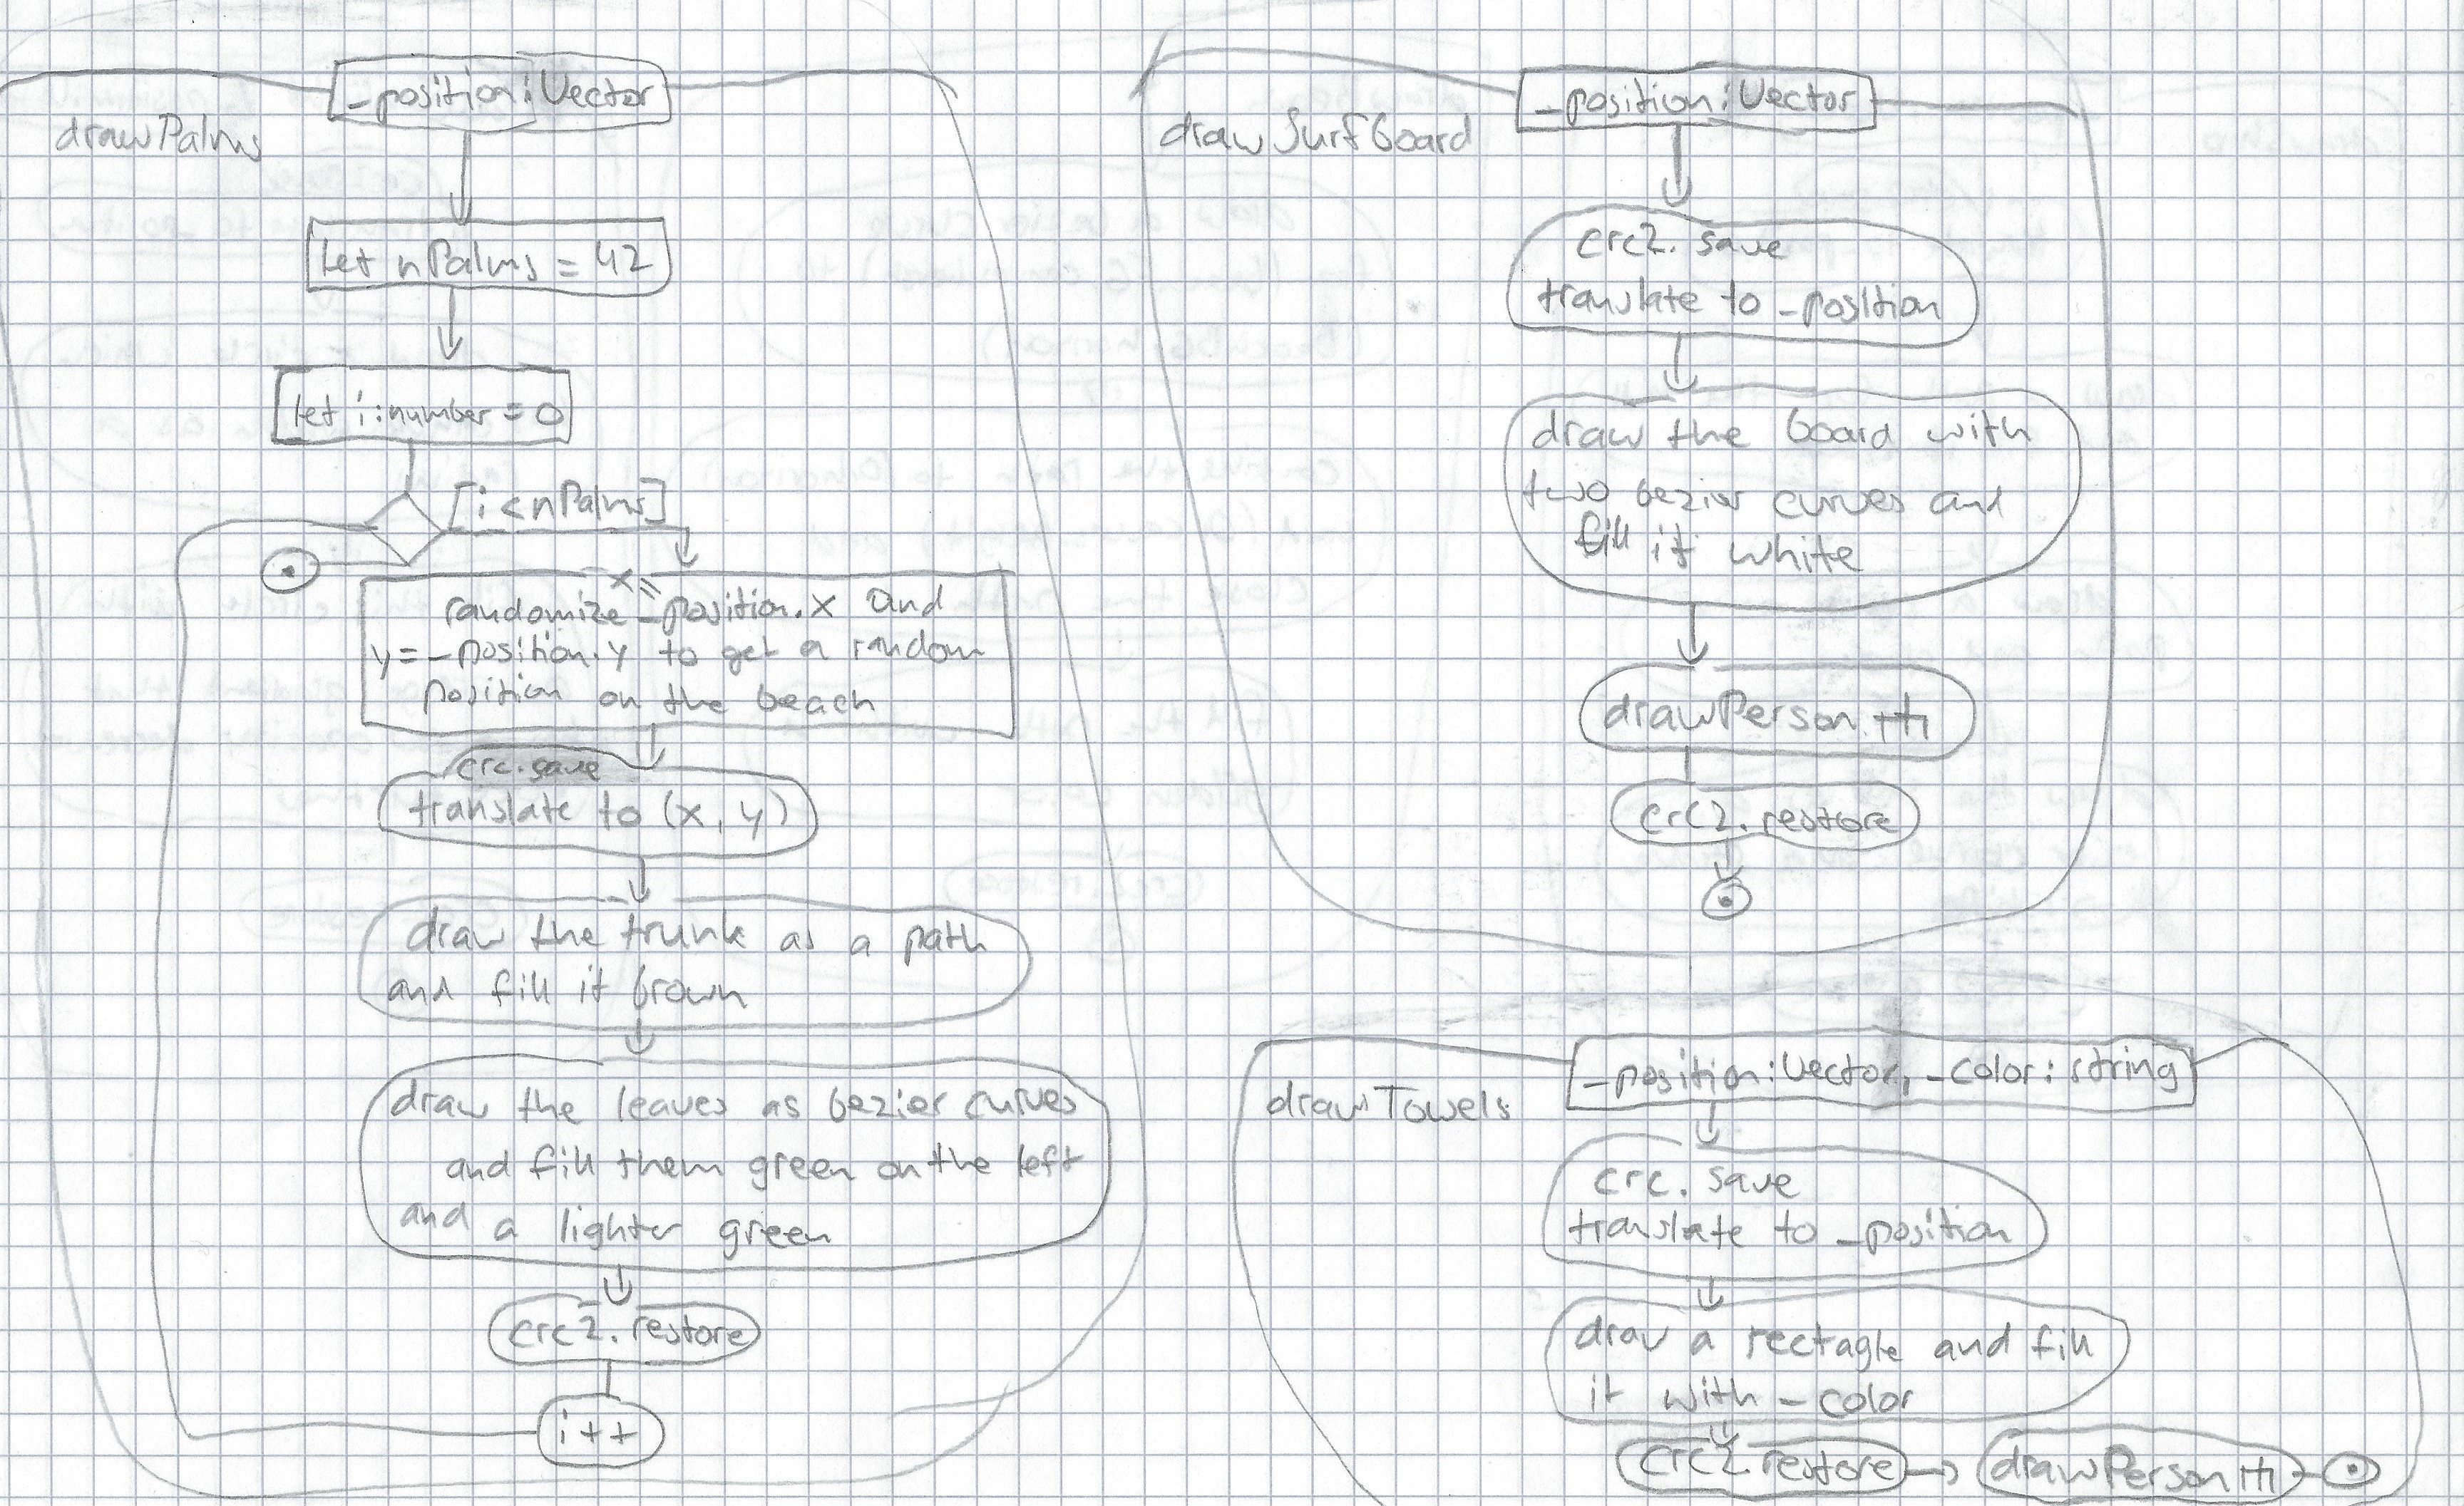 _position:Vector
drawPalms
let nPalms = 42
let i:number = 0
[i < nPalms]
x =
randomize _position.x and
y = _position.y to get a random
position on the beach
crc.save
translate to (x, y)
draw the trunk as a path
and fill it brown
draw the leaves as bezier curves
and fill them green on the left
and a lighter green
crc2.restore
i++
_position:Vector
drawSurfboard
crc2.save
translate to _position
draw the board with
two bezier curves and
fill it white
drawPerson
crc2.restore
_position:Vector, _color:string
drawTowels
crc.save
translate to _position
draw a rectagle and fill
it with _color
crc2.restore
drawPerson